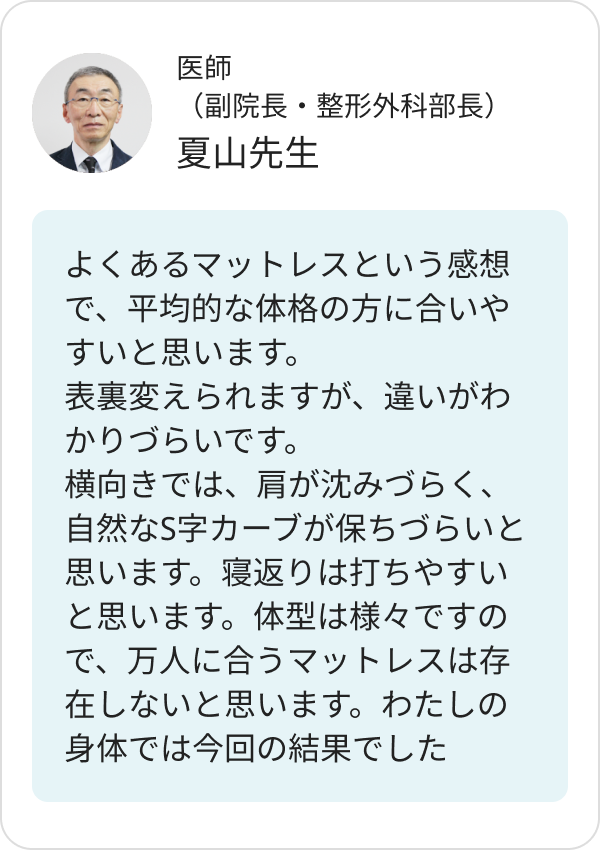 医師
（副院長・整形外科部長）
夏山先生
よくあるマットレスという感想
で、平均的な体格の方に合いや
すいと思います。
表裏変えられますが、違いがわ
かりづらいです。
横向きでは、肩が沈みづらく、
自然なS字カーブが保ちづらいと
思います。寝返りは打ちやすい
と思います。体型は様々ですの
で、万人に合うマットレスは存
在しないと思います。わたしの
身体では今回の結果でした